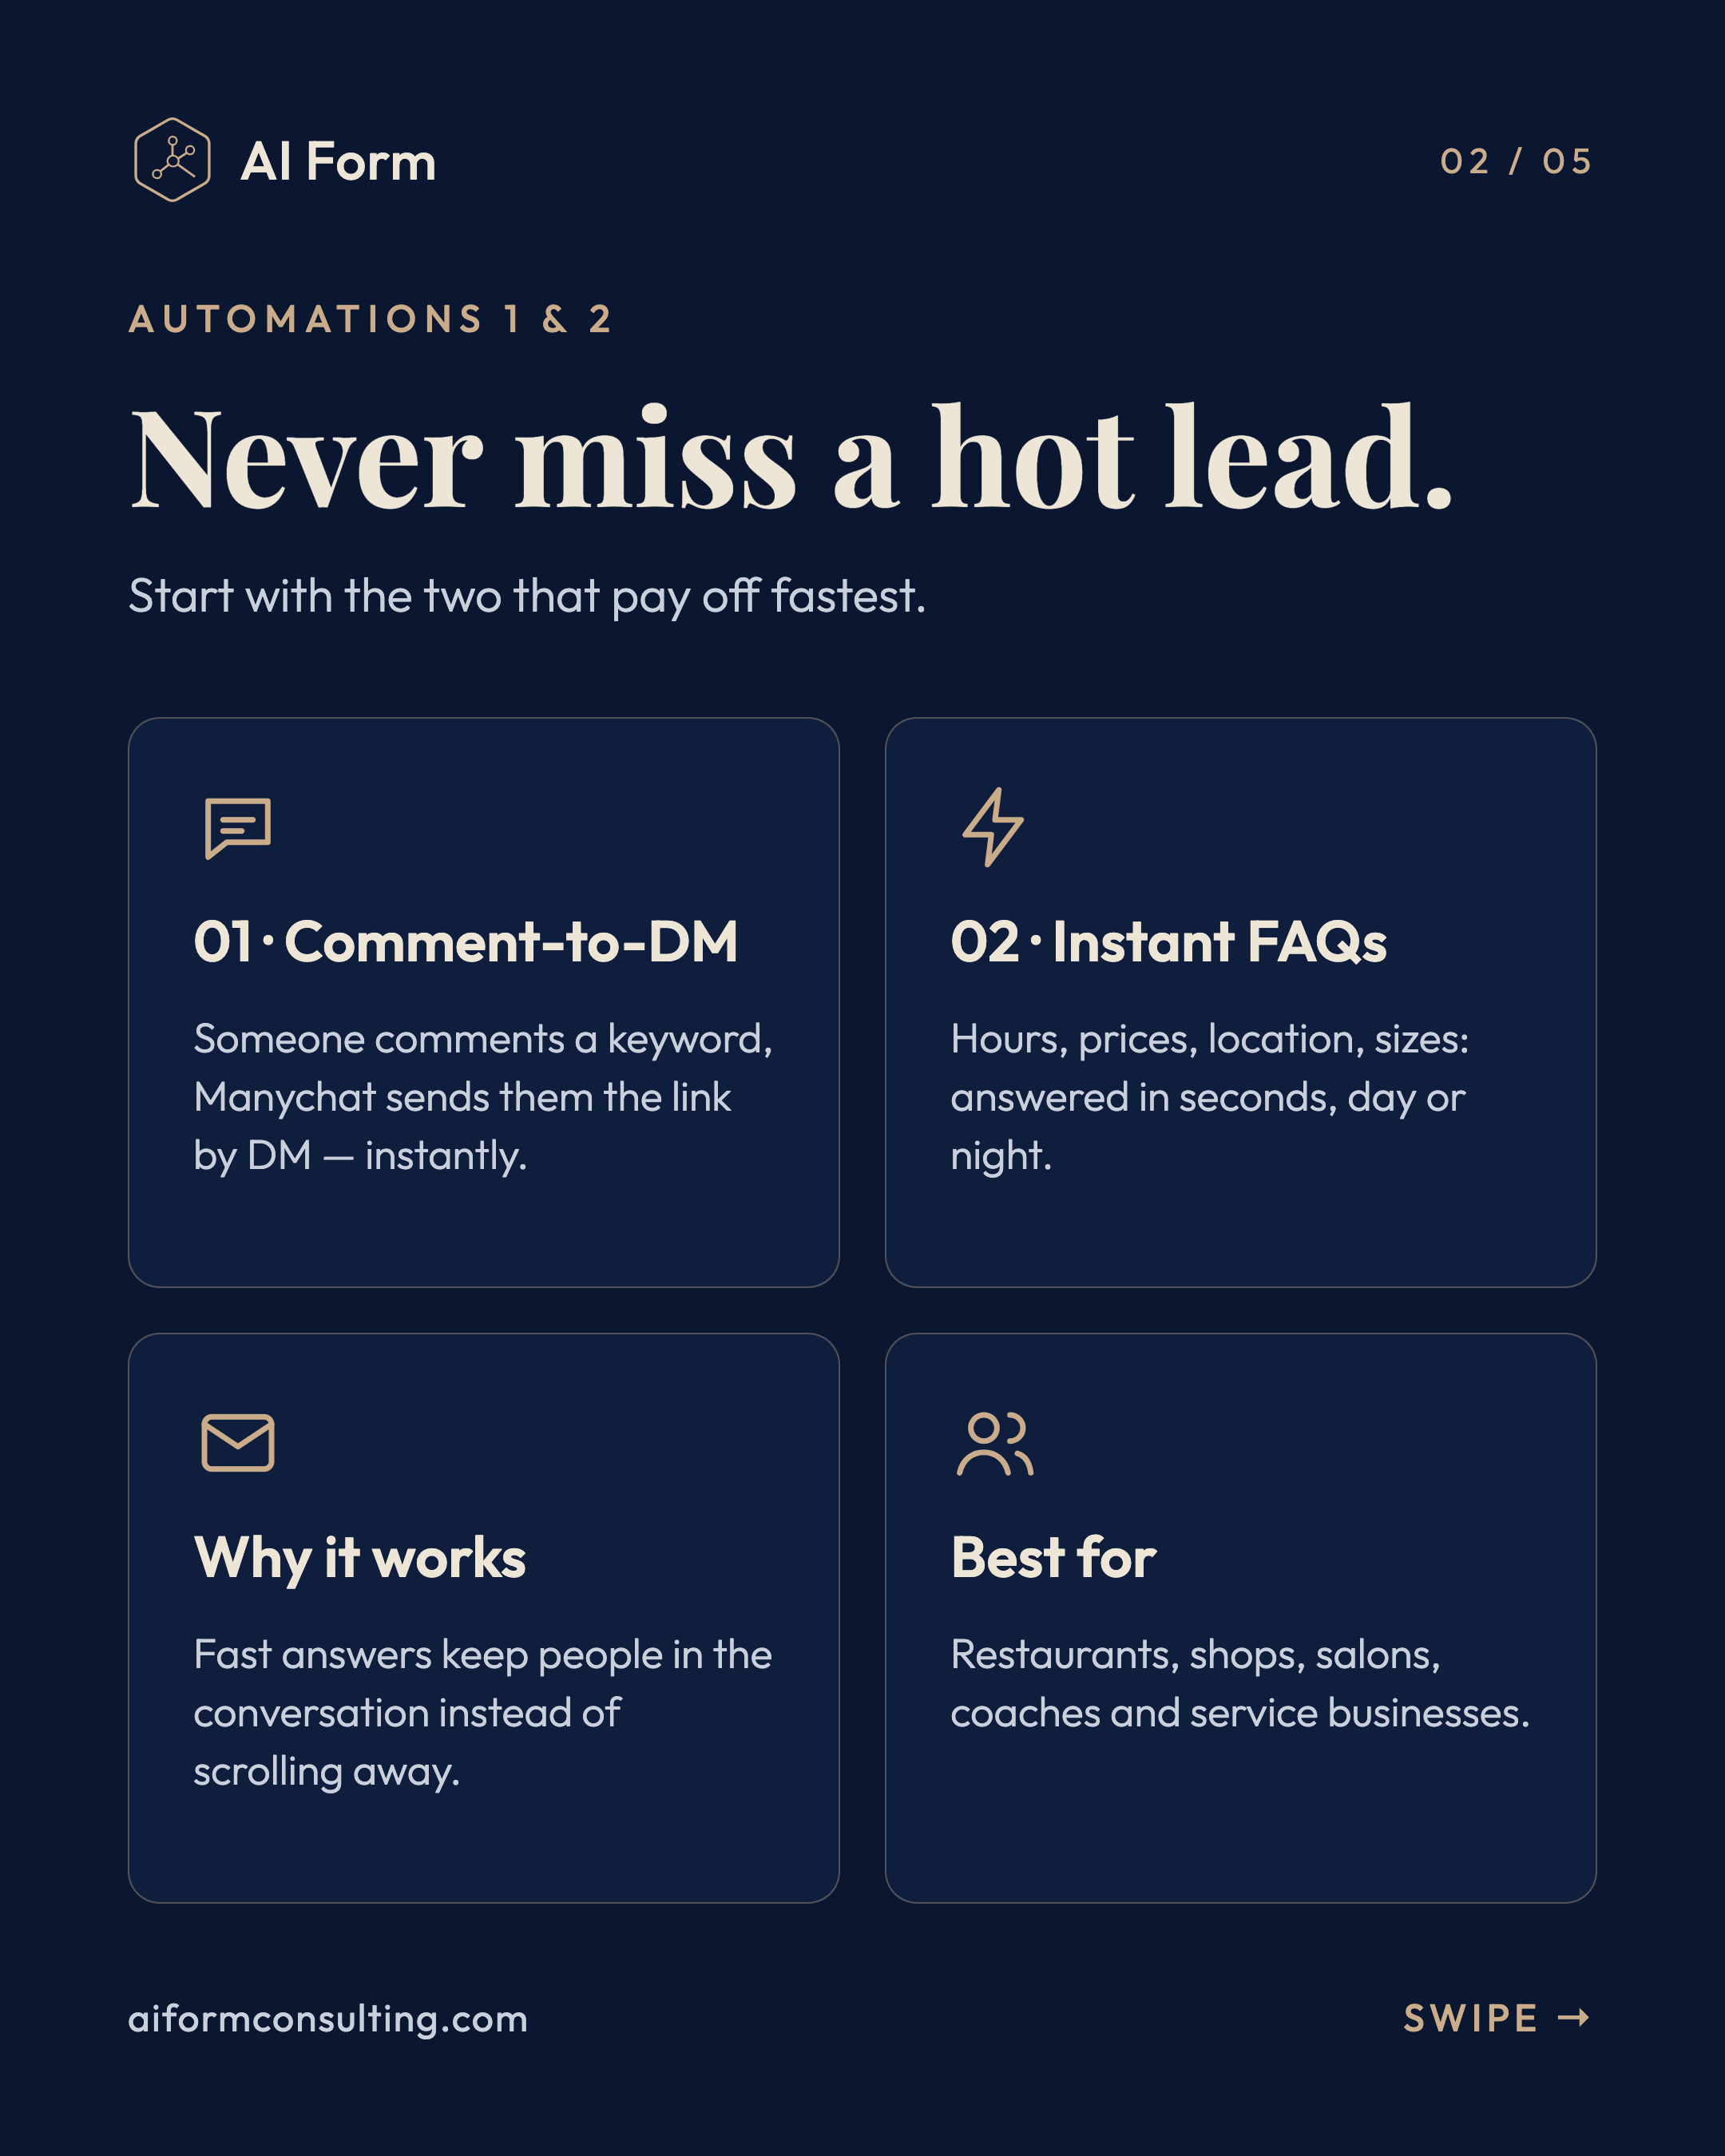 AI Form
02 / 05
AUTOMATIONS 1 & 2
Never miss a hot lead.
Start with the two that pay off fastest.
01 · Comment-to-DM
Someone comments a keyword,
Manychat sends them the link
by DM — instantly.
02 · Instant FAQs
Hours, prices, location, sizes:
answered in seconds, day or
night.
Why it works
Fast answers keep people in the
conversation instead of
scrolling away.
Best for
Restaurants, shops, salons,
coaches and service businesses.
aiformconsulting.com
SWIPE →